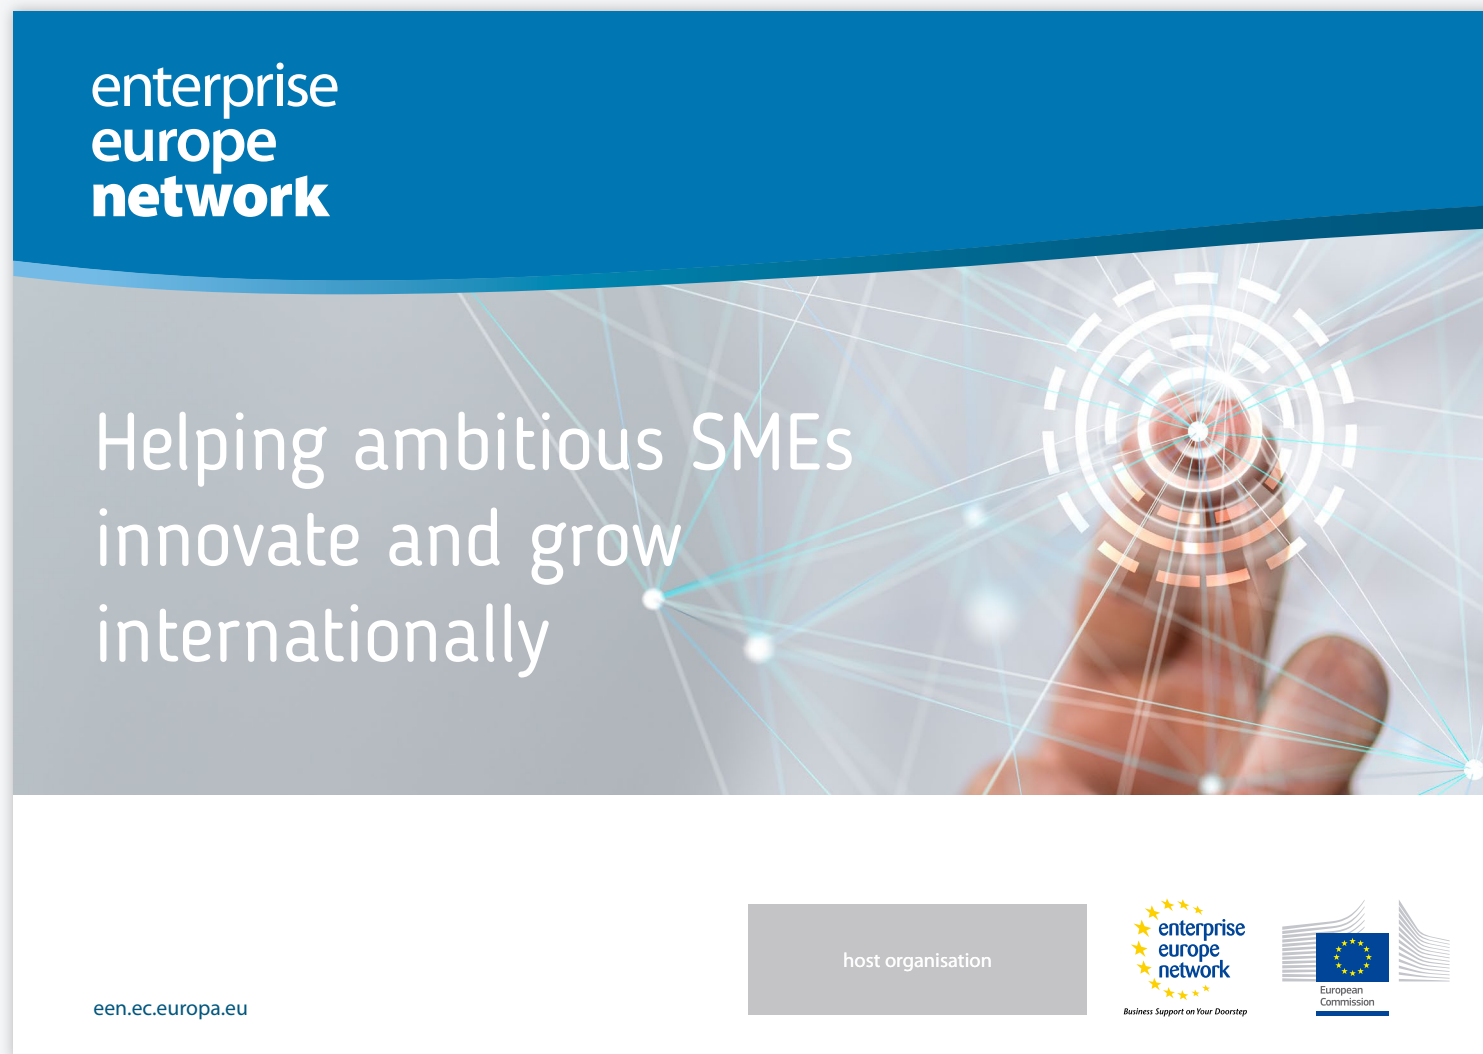 enterprise
europe
network
Helping ambitious SMEs
innovate and grow
internationally
een.ec.europa.eu
host organisation
enterprise
europe
network
Business Support on Your Doorstep
European
Commission